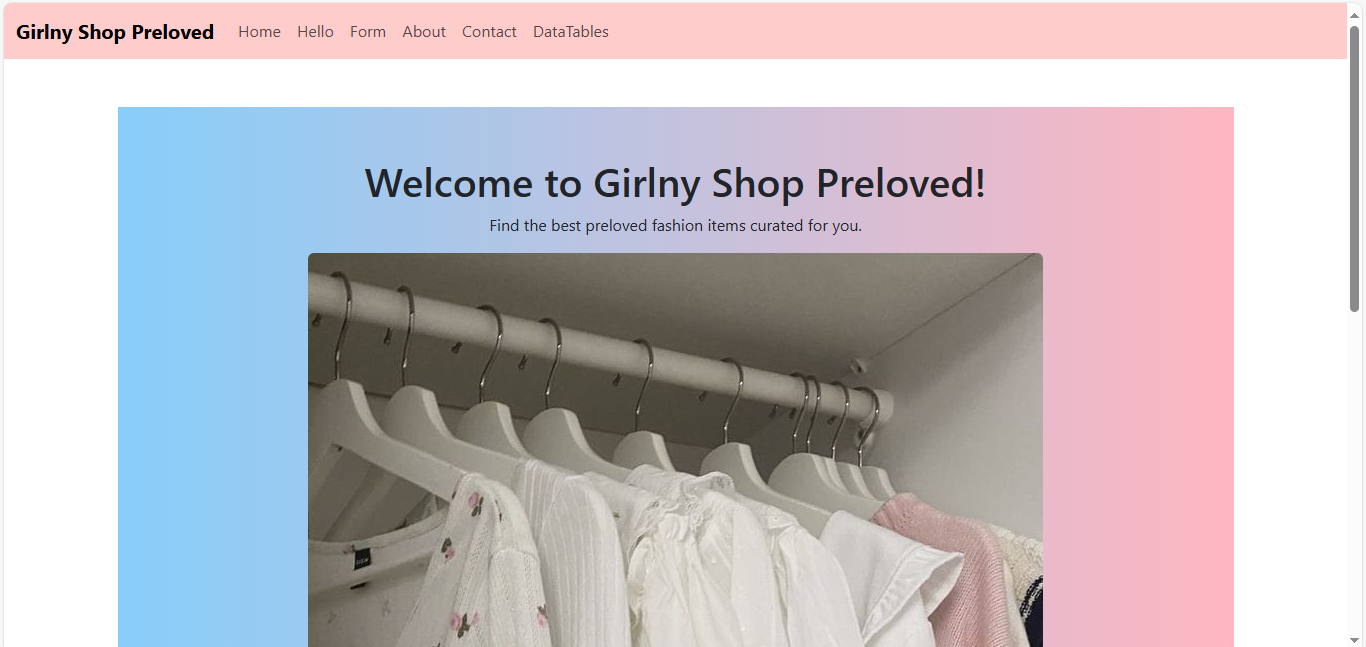 Girlny Shop Preloved Home Hello Form About Contact DataTables
Welcome to Girlny Shop Preloved!
Find the best preloved fashion items curated for you.